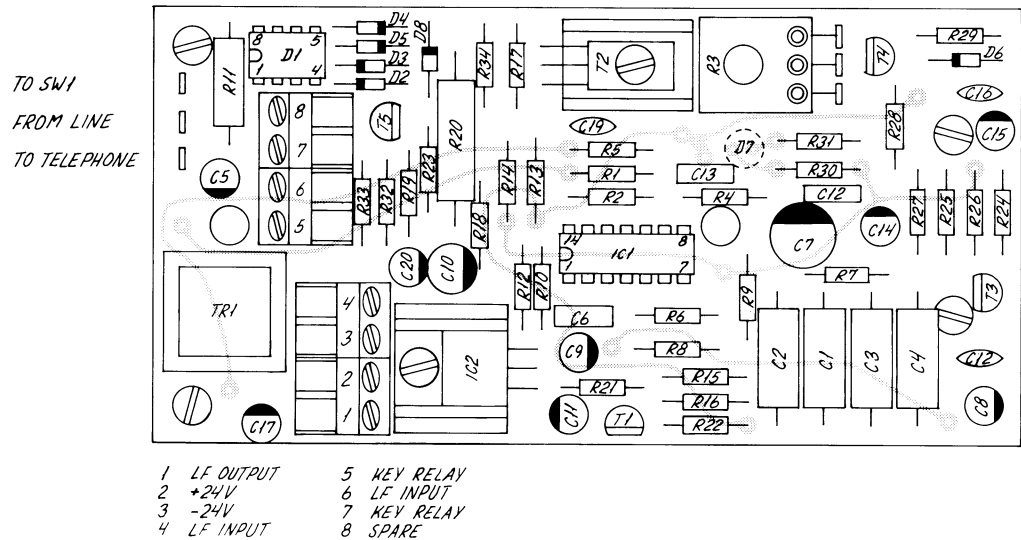 D4
D5
D3
D2
D8
D1
8
5
1
4
R11
R34
R17
T2
R3
T4
R29
D6
TO SW1
FROM LINE
TO TELEPHONE
C16
C15
R28
8
7
6
5
T5
R20
C19
R5
R1
R2
D7
R31
R30
C13
C12
R4
C5
R33
R32
R19
R23
R14
R13
R18
C7
C14
R27
R25
R26
R24
14
8
1
7
IC1
C20
C10
R12
R10
R9
R7
T3
TR1
4
3
2
1
IC2
C6
R6
C9
R8
R21
R15
R16
R22
C11
T1
C2
C1
C3
C4
C12
C8
C17
1 LF OUTPUT
2 +24V
3 -24V
4 LF INPUT
5 KEY RELAY
6 LF INPUT
7 KEY RELAY
8 SPARE